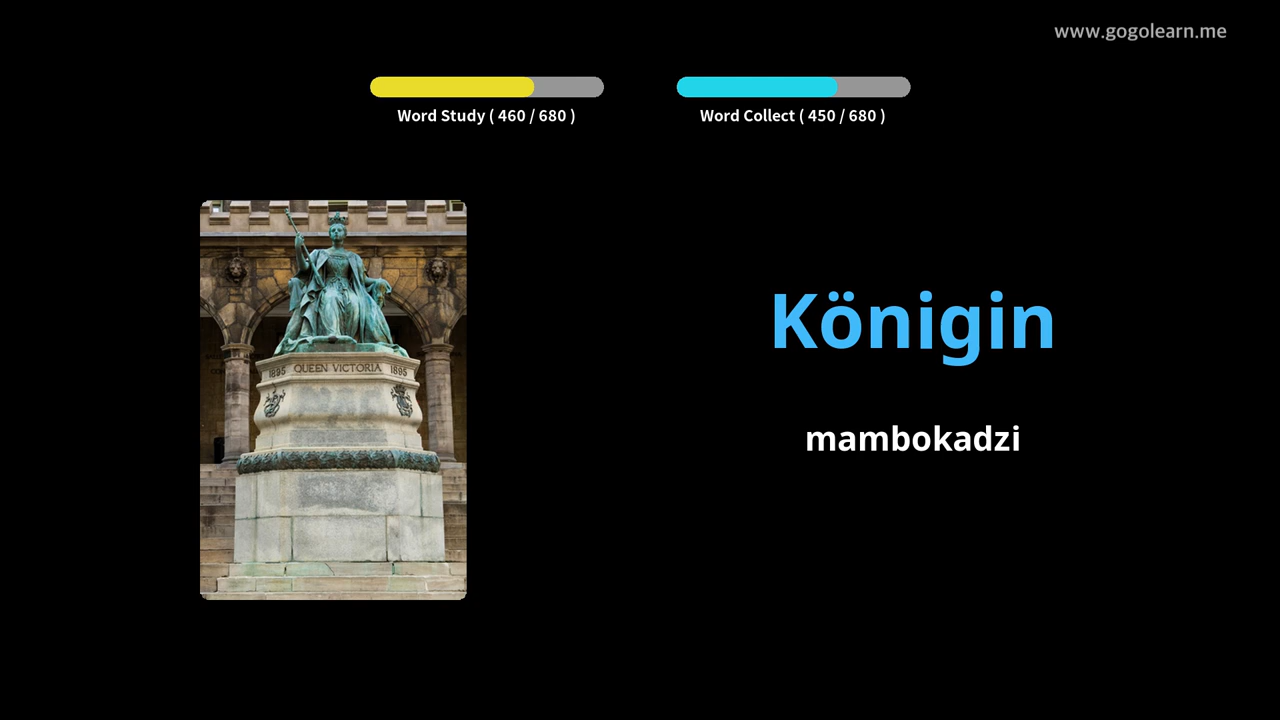 www.gogolearn.me
Word Study ( 460 / 680 )
Word Collect ( 450 / 680 )
1895 QUEEN VICTORIA 1895
Königin
mambokadzi